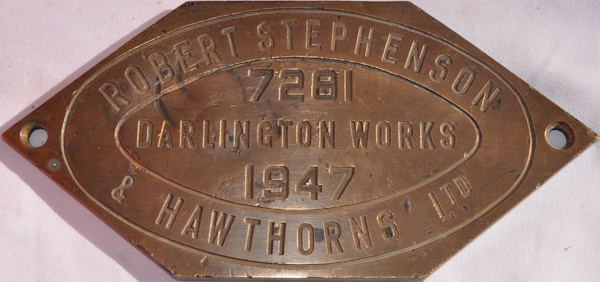 ROBERT STEPHENSON
7281
DARLINGTON WORKS
1947
& HAWTHORNS LTD